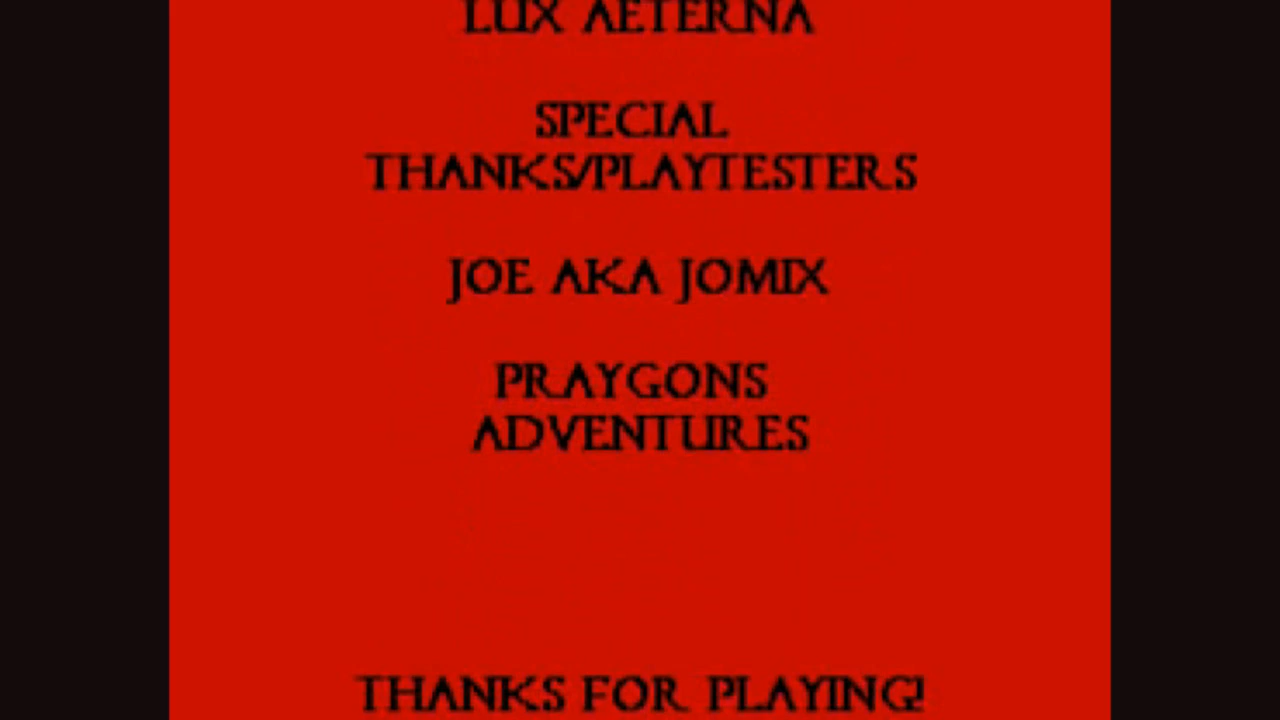 LUX AETERNA
SPECIAL
THANKS/PLAYTESTERS
JOE AKA JOMIX
PRAYGONS
ADVENTURES
THANKS FOR PLAYING!